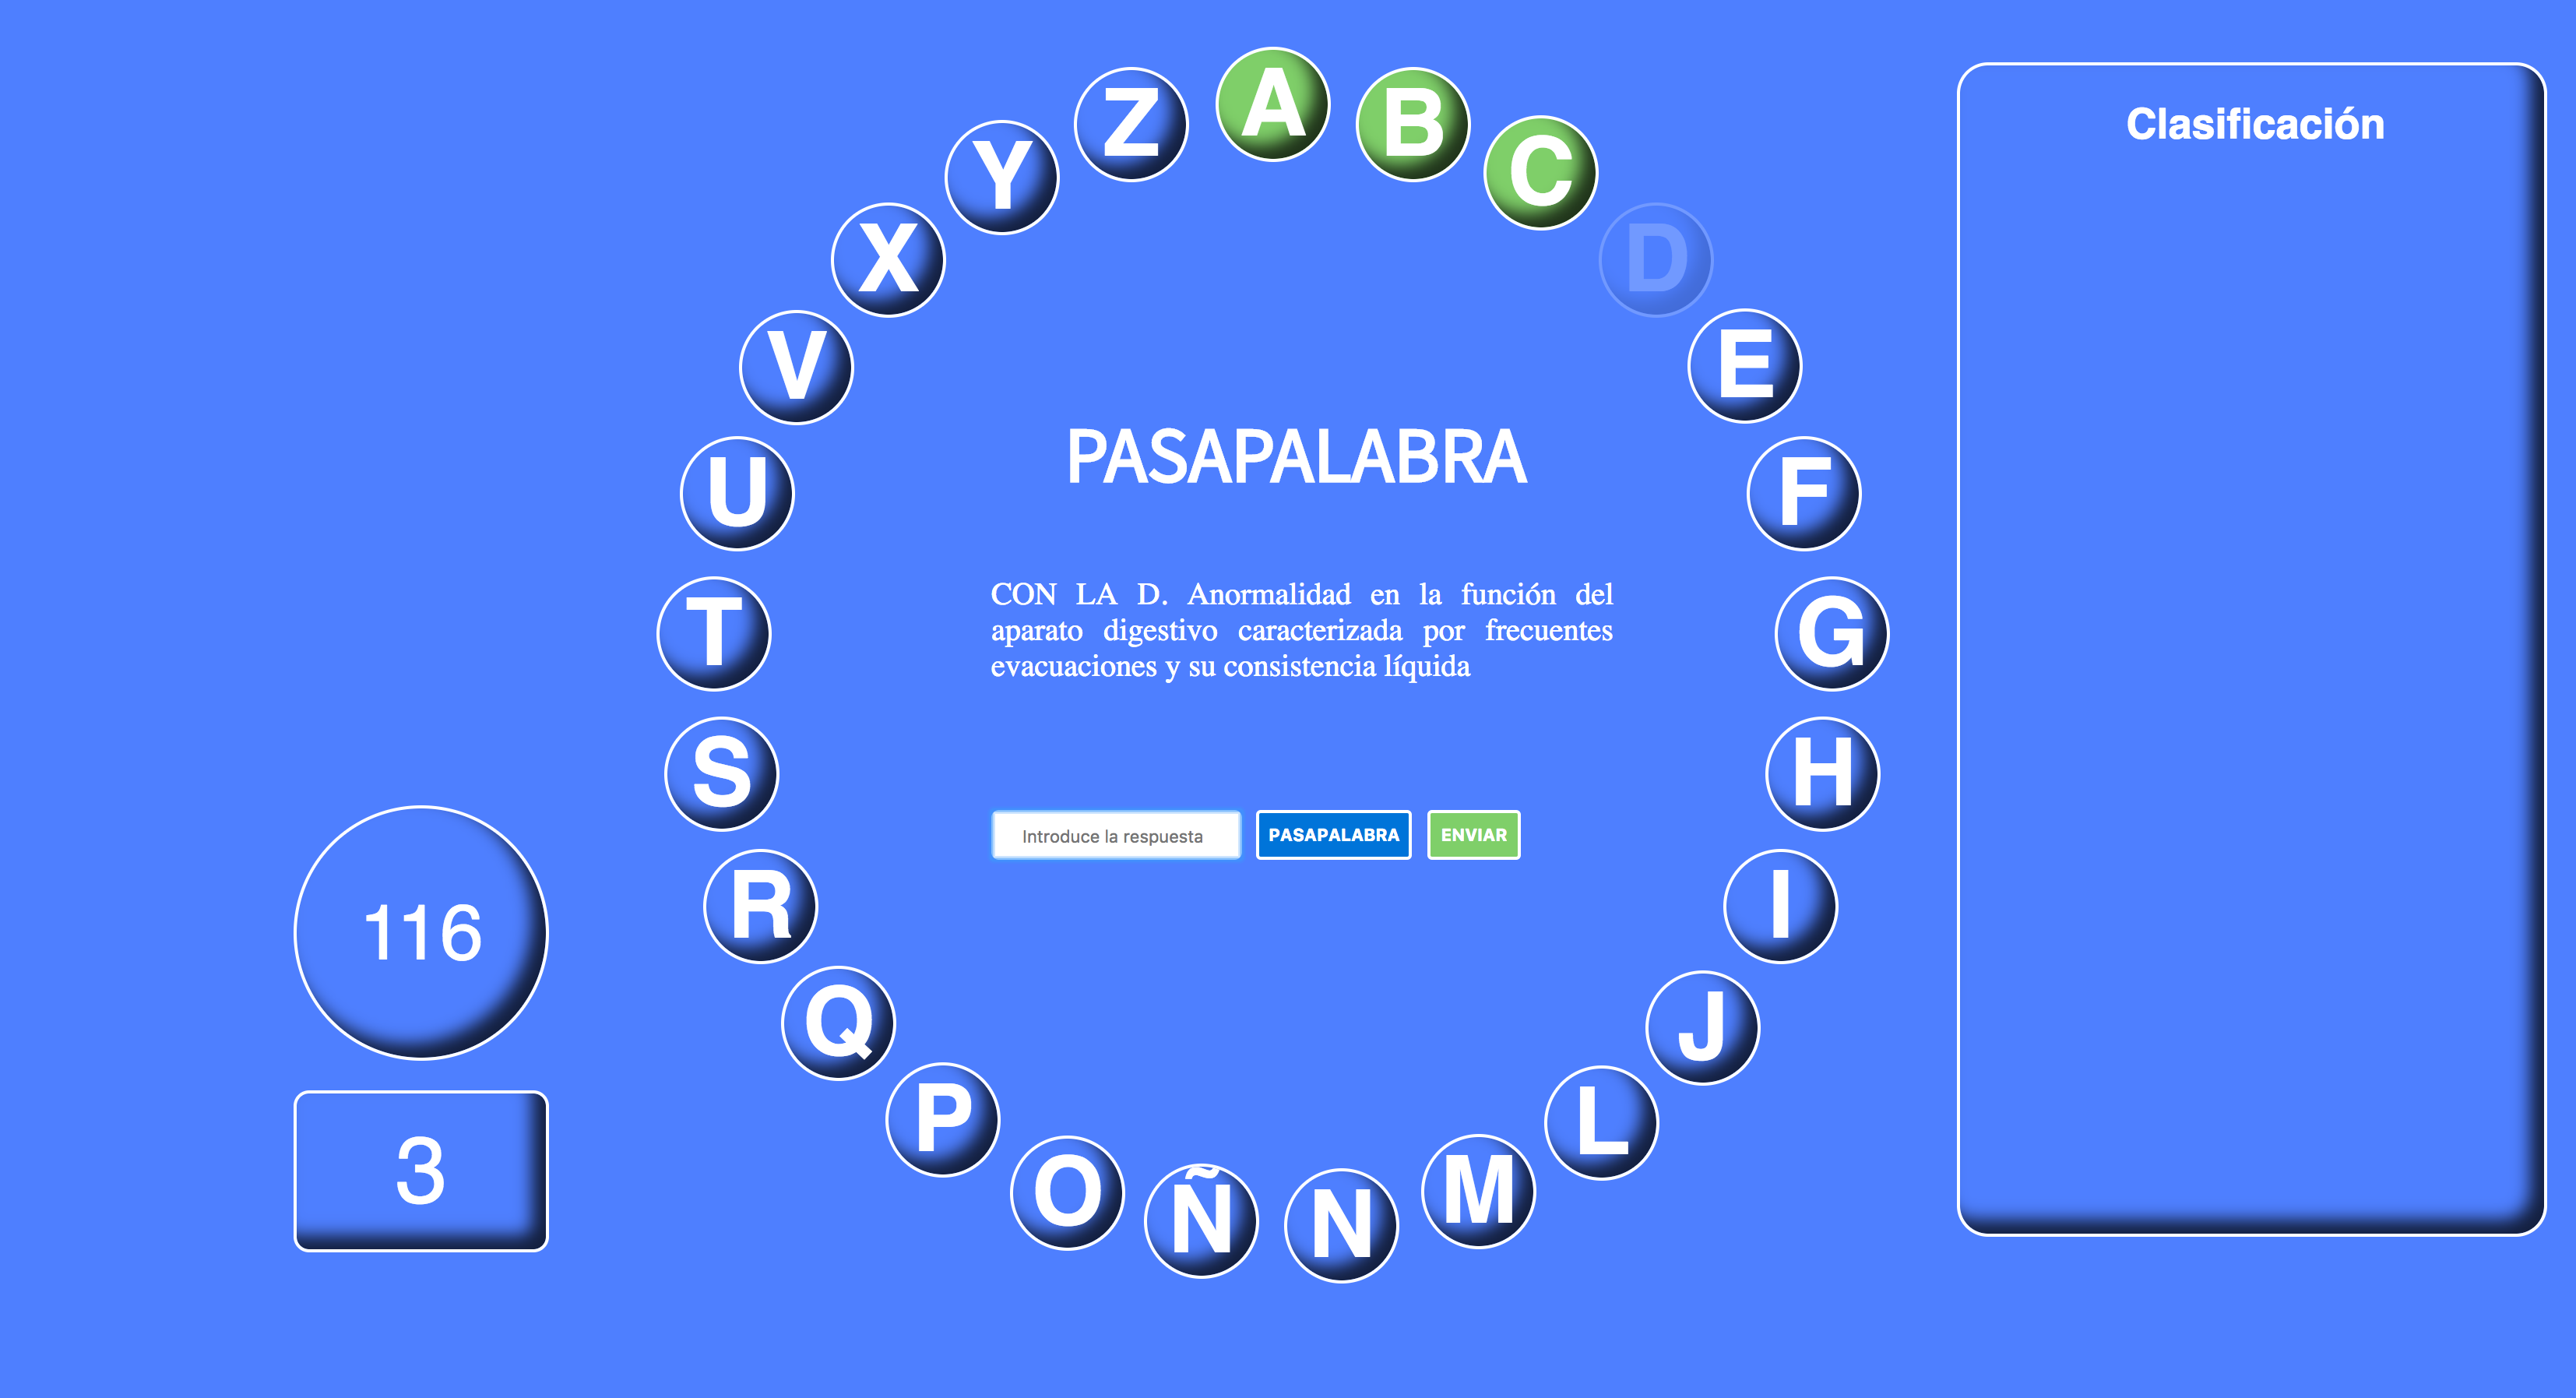 A
B
C
D
E
F
G
H
I
J
L
M
N
Ñ
O
P
Q
R
S
T
U
V
X
Y
Z
PASAPALABRA
CON LA D. Anormalidad en la función del
aparato digestivo caracterizada por frecuentes
evacuaciones y su consistencia líquida
Introduce la respuesta
PASAPALABRA
ENVIAR
116
3
Clasificación